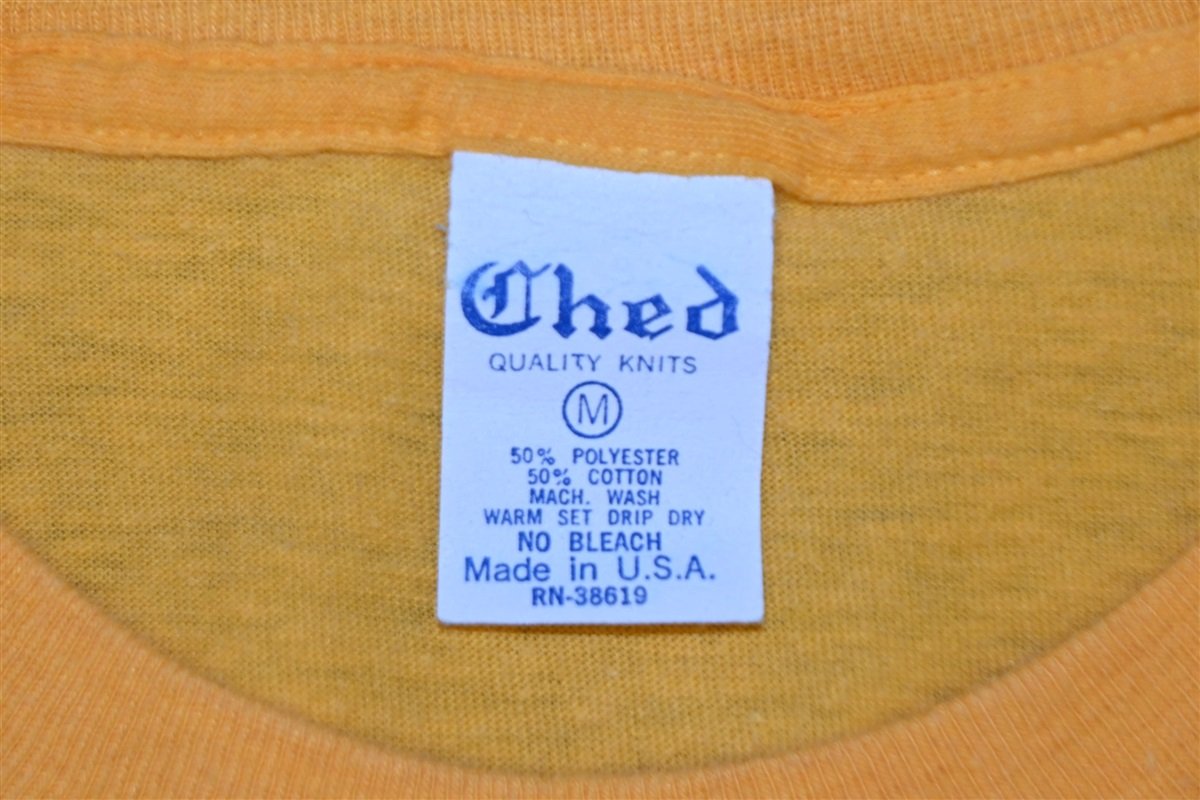 Ched
QUALITY KNITS
M
50% POLYESTER
50% COTTON
MACH. WASH
WARM SET DRIP DRY
NO BLEACH
Made in U.S.A.
RN-38619